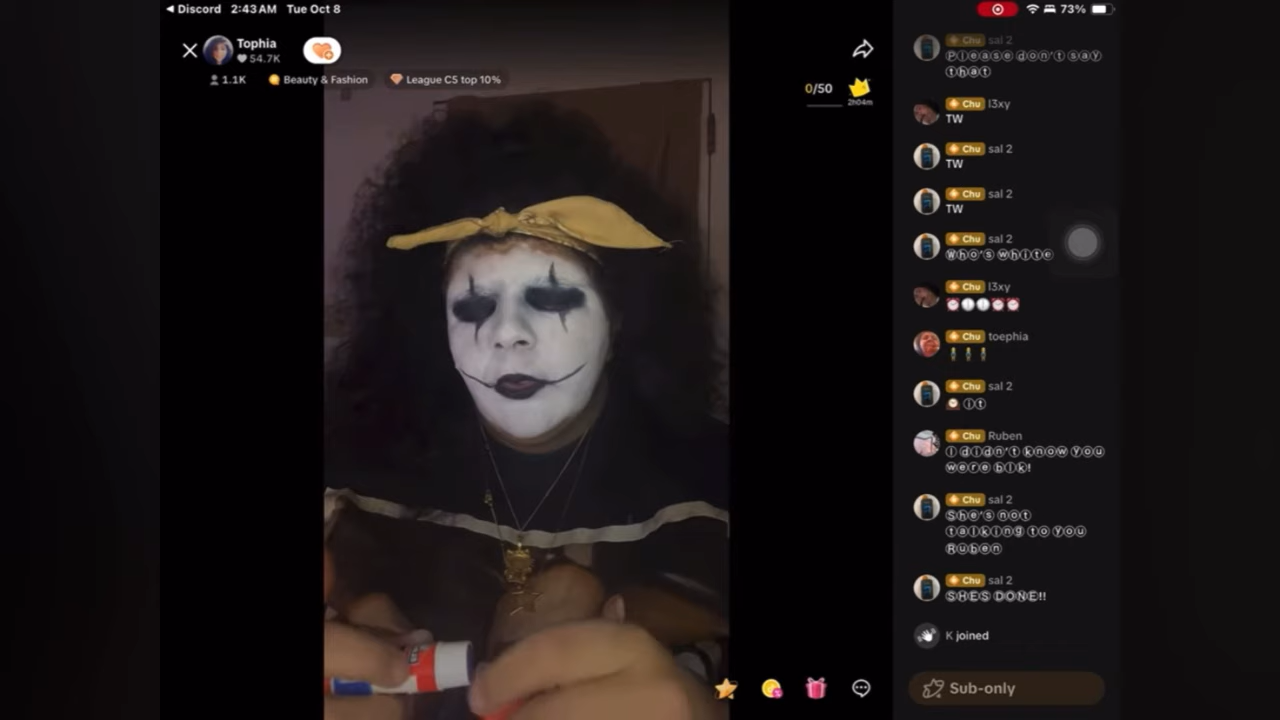 Discord 2:43 AM Tue Oct 8
73%
Tophia
54.7K
1.1K Beauty & Fashion League C5 top 10%
0/50
2h04m
Chu sal 2
Please don't say
that
Chu l3xy
TW
Chu sal 2
TW
Chu sal 2
TW
Chu sal 2
Who's white
Chu l3xy
Chu toephia
Chu sal 2
it
Chu Ruben
I didn't know you
were blk!
Chu sal 2
She's not
talking to you
Ruben
Chu sal 2
SHES DONE!!
K joined
Sub-only